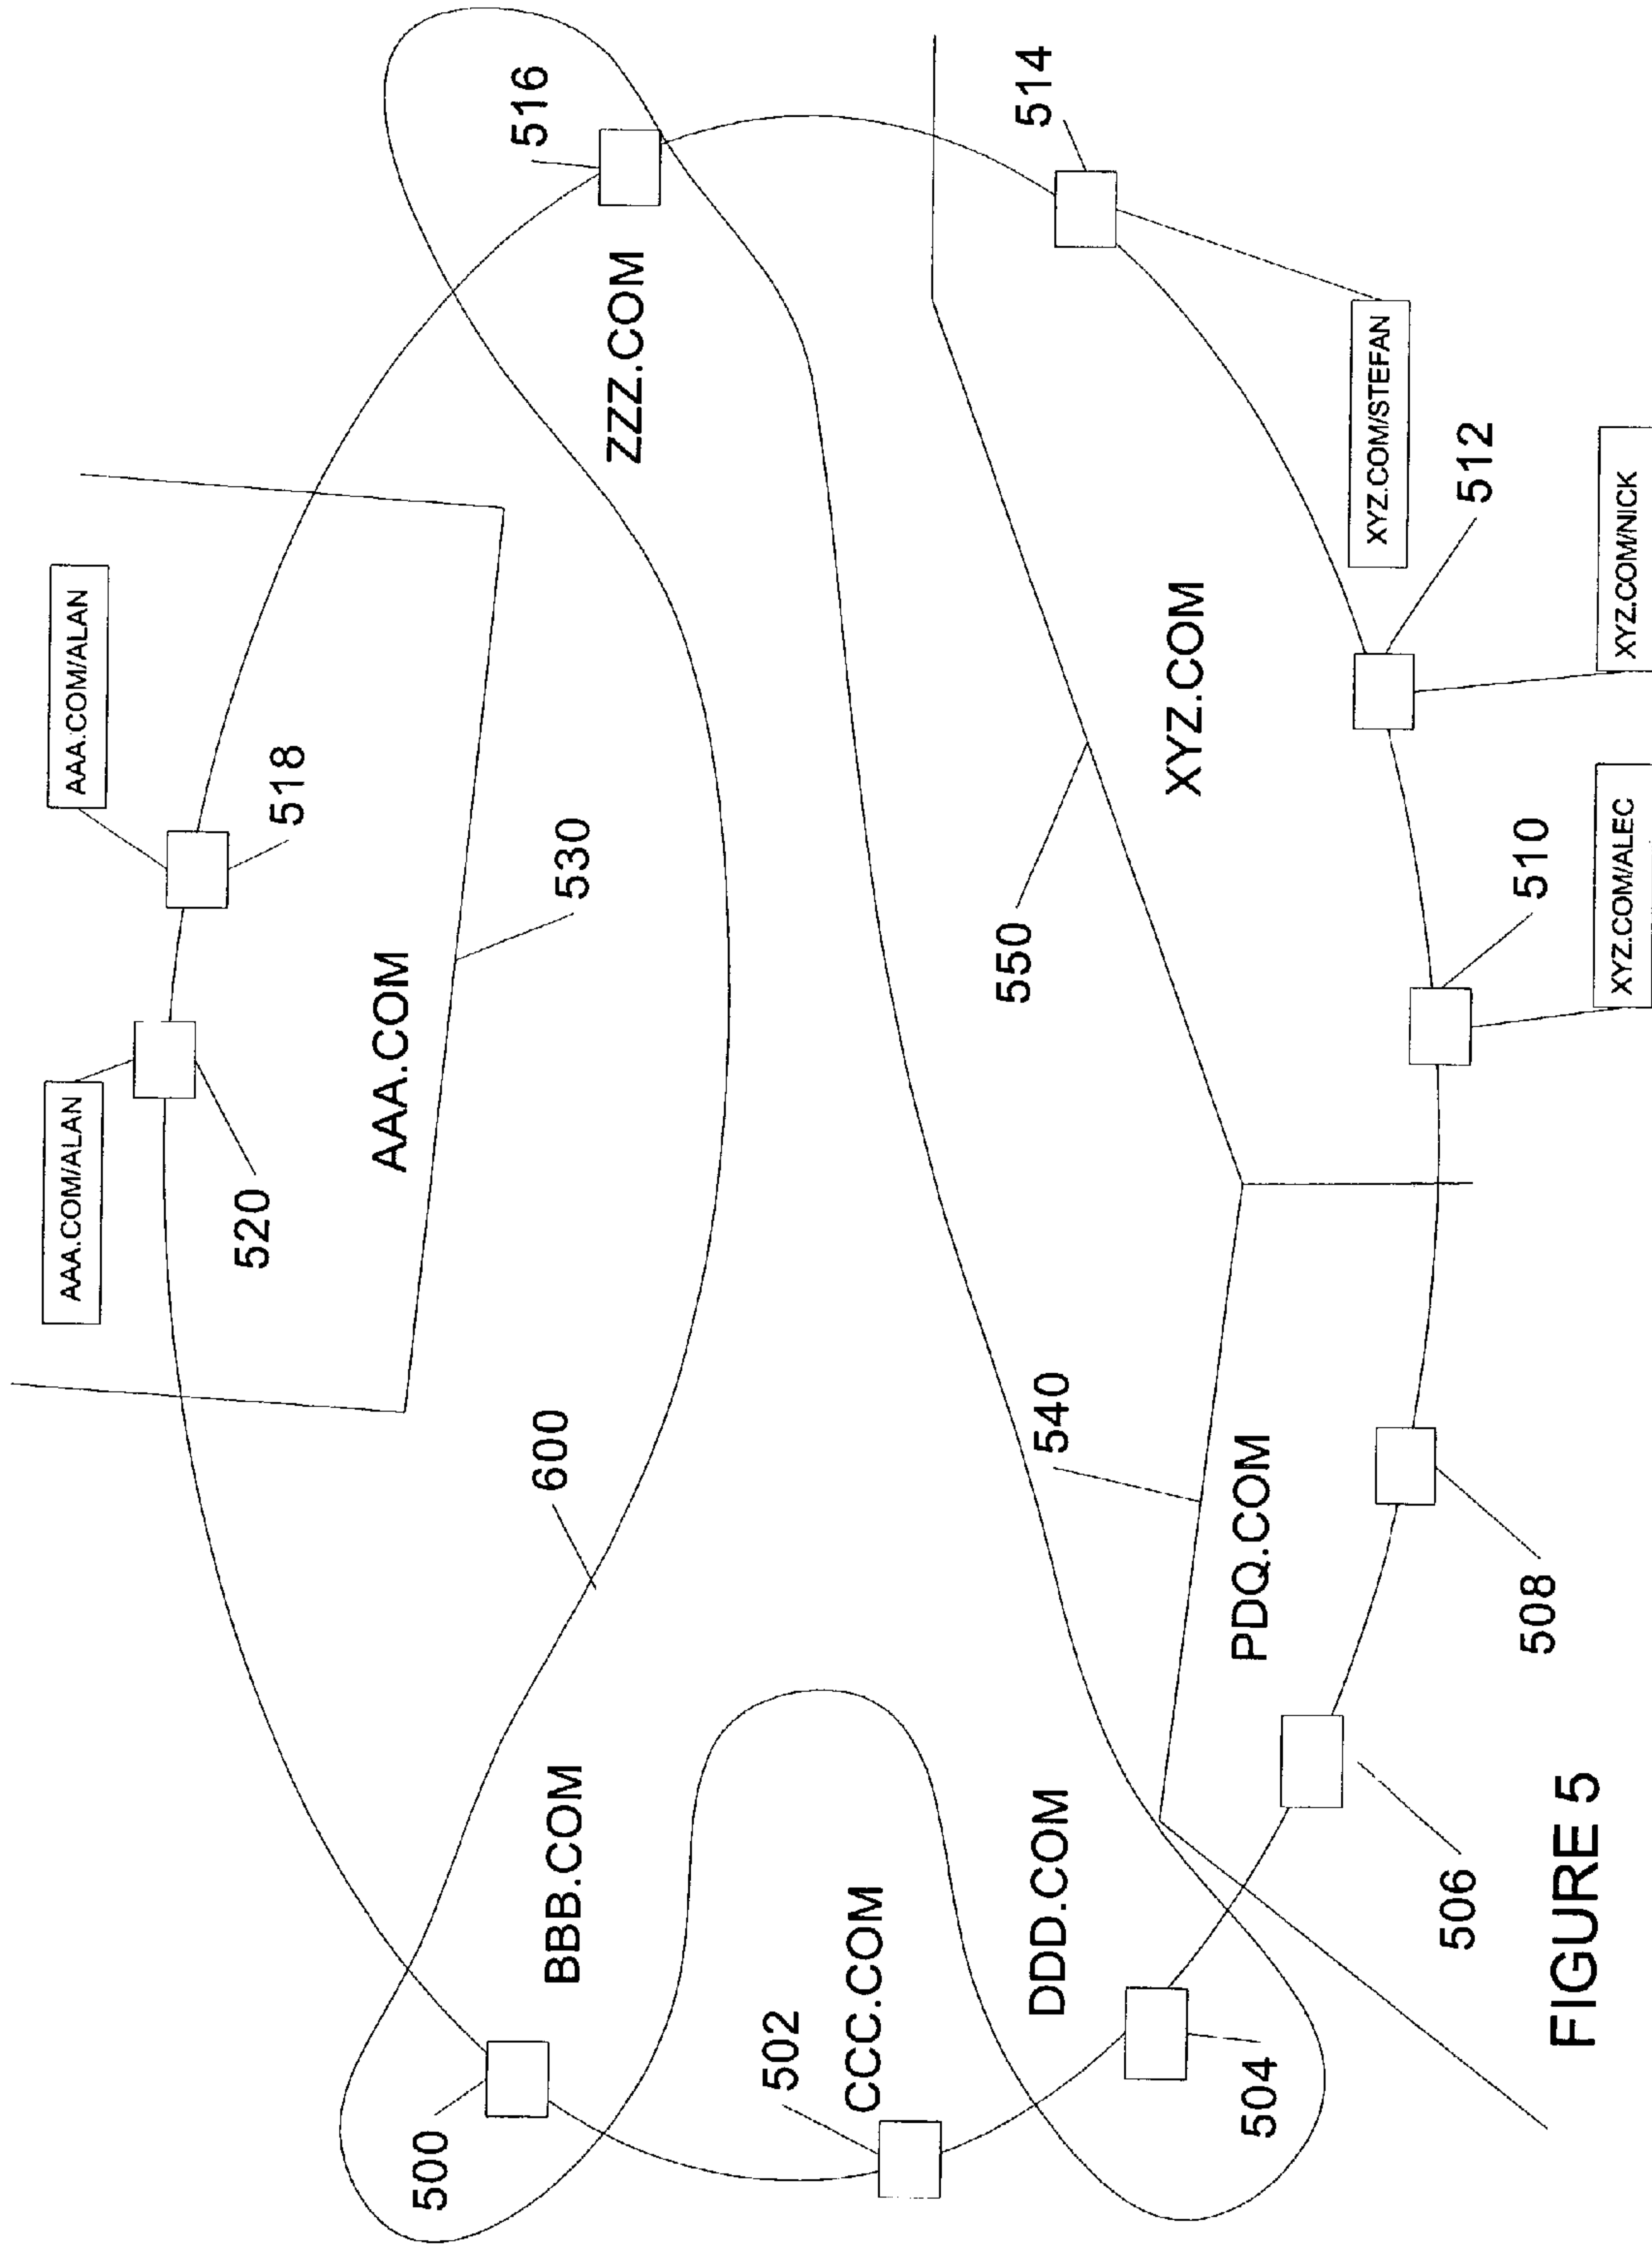 AAA.COM/ALAN
AAA.COM/ALAN
520
518
AAA.COM
530
516
600
ZZZ.COM
500
BBB.COM
502
CCC.COM
550
514
DDD.COM
540
XYZ.COM
504
PDQ.COM
XYZ.COM/STEFAN
512
506
508
510
XYZ.COM/ALEC
XYZ.COM/NICK
FIGURE 5